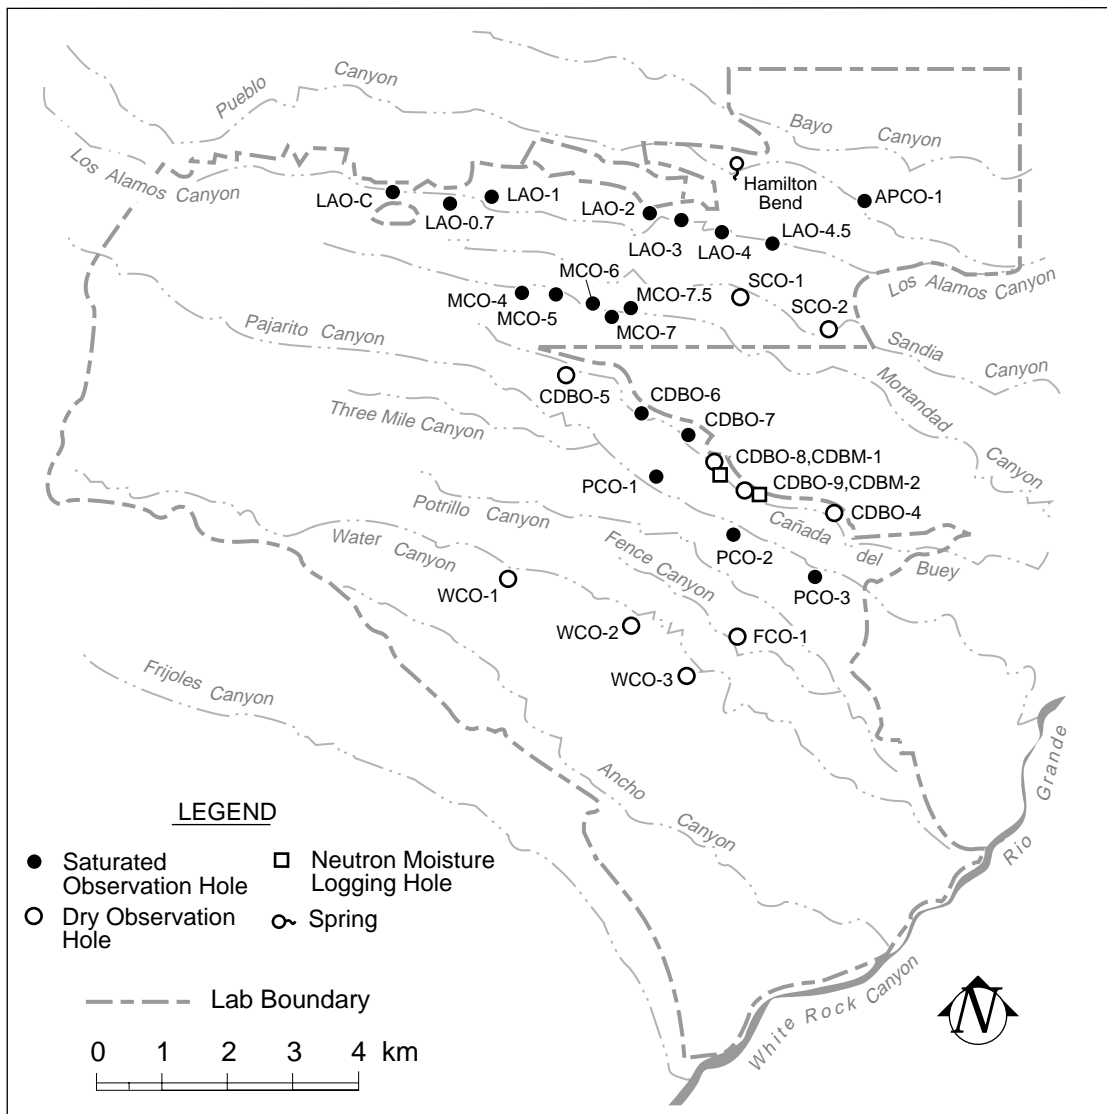 Canyon
Pueblo
Bayo Canyon
Los Alamos Canyon
Hamilton
Bend
LAO-C
LAO-0.7
LAO-1
LAO-2
LAO-3
LAO-4
LAO-4.5
APCO-1
MCO-6
SCO-1
Los Alamos Canyon
MCO-4
MCO-5
MCO-7.5
MCO-7
SCO-2
Pajarito Canyon
Sandia
Canyon
CDBO-5
CDBO-6
Mortandad
Canyon
Three Mile Canyon
CDBO-7
CDBO-8,CDBM-1
PCO-1
CDBO-9,CDBM-2
CDBO-4
Potrillo Canyon
Cañada del Buey
Water Canyon
Fence Canyon
PCO-2
WCO-1
PCO-3
WCO-2
FCO-1
WCO-3
Frijoles Canyon
Ancho
Canyon
Rio Grande
White Rock Canyon
LEGEND
Saturated
Observation Hole
Neutron Moisture
Logging Hole
Dry Observation
Hole
Spring
Lab Boundary
0 1 2 3 4 km
N